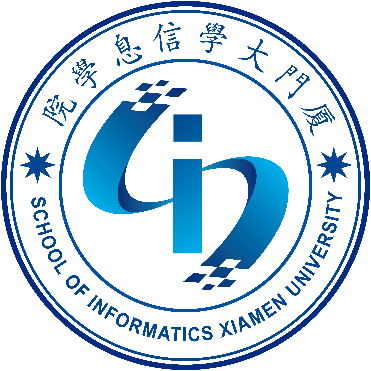 廈門大學信息學院
SCHOOL OF INFORMATICS XIAMEN UNIVERSITY